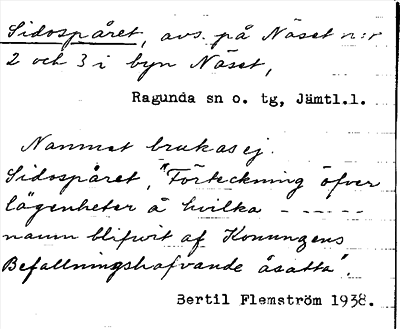 Sidospåret, avs. på Näset n:r
2 och 3 i byn Näset,
Ragunda sn o. tg, Jämtl.l.
Namnet brukas ej.
Sidospåret, "Förteckning öfver
lägenheter å hvilka - - - - -
namn blifvit af Konungens
Befallningshafvande åsatta".
Bertil Flemström 1938.